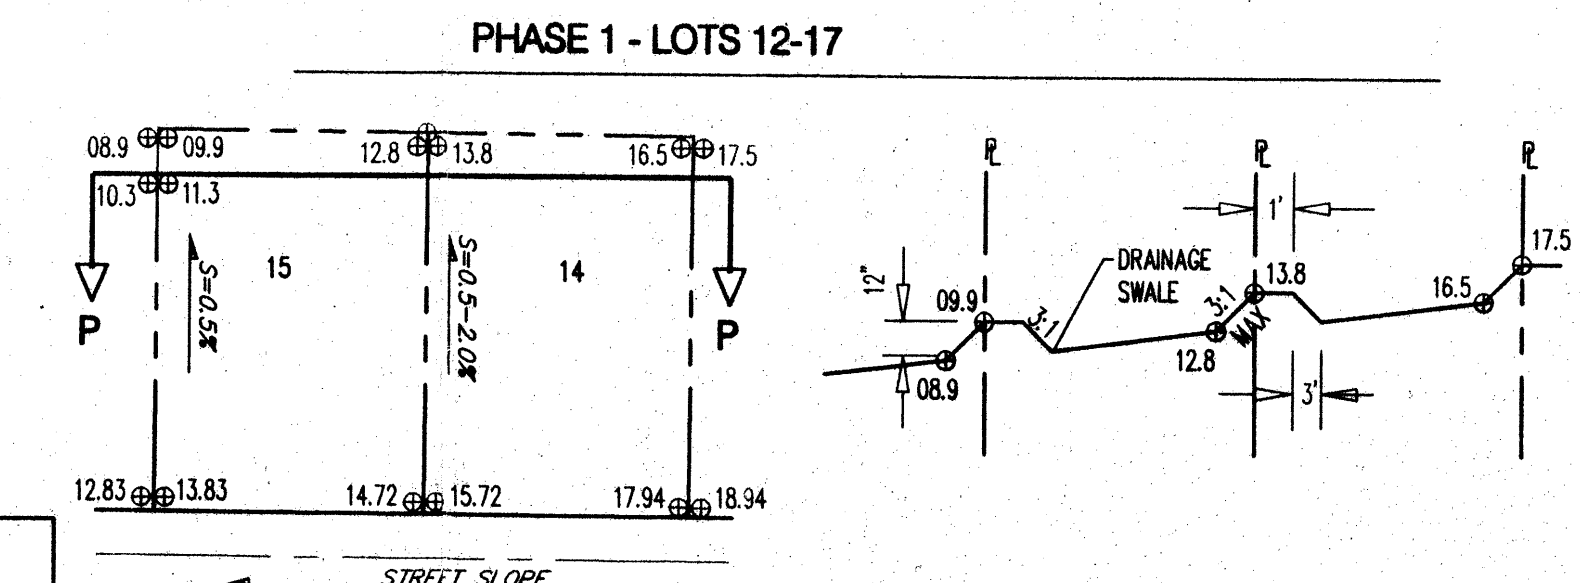 PHASE 1 - LOTS 12-17
08.9 09.9 12.8 13.8 16.5 17.5
10.3 11.3
15 14
S=0.5%
S=0.5-2.0%
P P
12.83 13.83 14.72 15.72 17.94 18.94
STREET SLOPE
PL PL PL
1'
17.5
DRAINAGE
SWALE
12"
09.9
3:1
3:1
MAX
13.8
16.5
12.8
08.9
3'